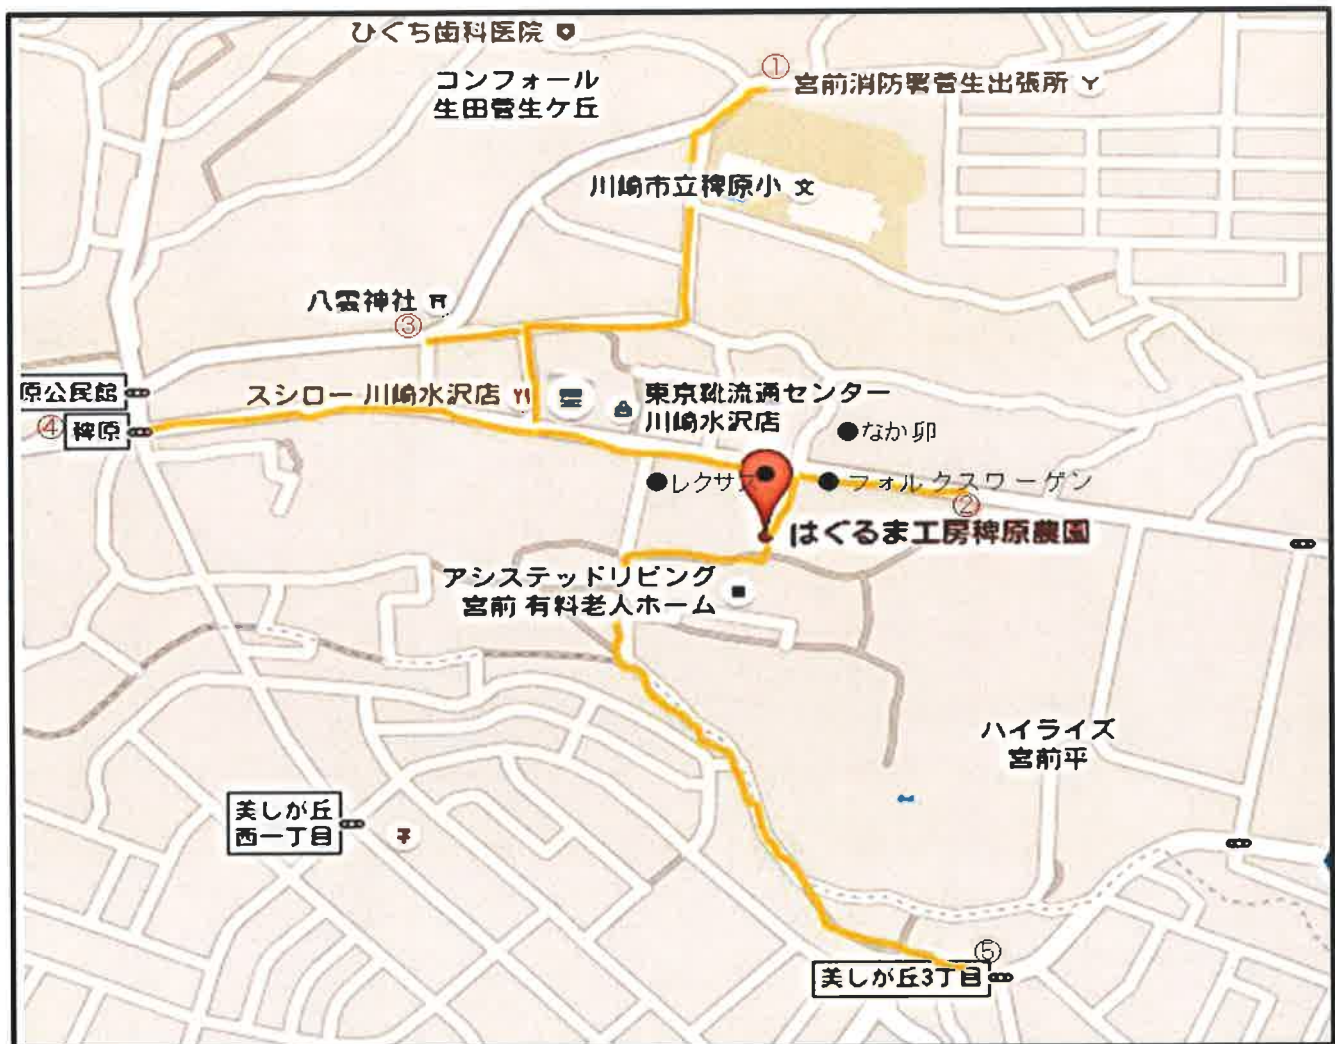 ひぐち歯科医院
コンフォール
生田菅生ケ丘
①
宮前消防署菅生出張所
川崎市立稗原小
文
八雲神社
③
原公民館
スシロー 川崎水沢店
東京靴流通センター
川崎水沢店
④
稗原
なか卯
レクサス
フォルクスワーゲン
②
はぐるま工房稗原農園
アシステッドリビング
宮前 有料老人ホーム
ハイライズ
宮前平
美しが丘
西一丁目
⑤
美しが丘3丁目